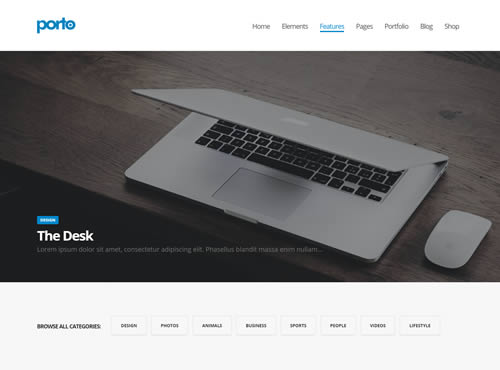 porto
Home Elements Features Pages Portfolio Blog Shop
DESIGN
The Desk
Lorem ipsum dolor sit amet, consectetur adipiscing elit. Phasellus blandit massa enim nullam...
BROWSE ALL CATEGORIES: DESIGN PHOTOS ANIMALS BUSINESS SPORTS PEOPLE VIDEOS LIFESTYLE